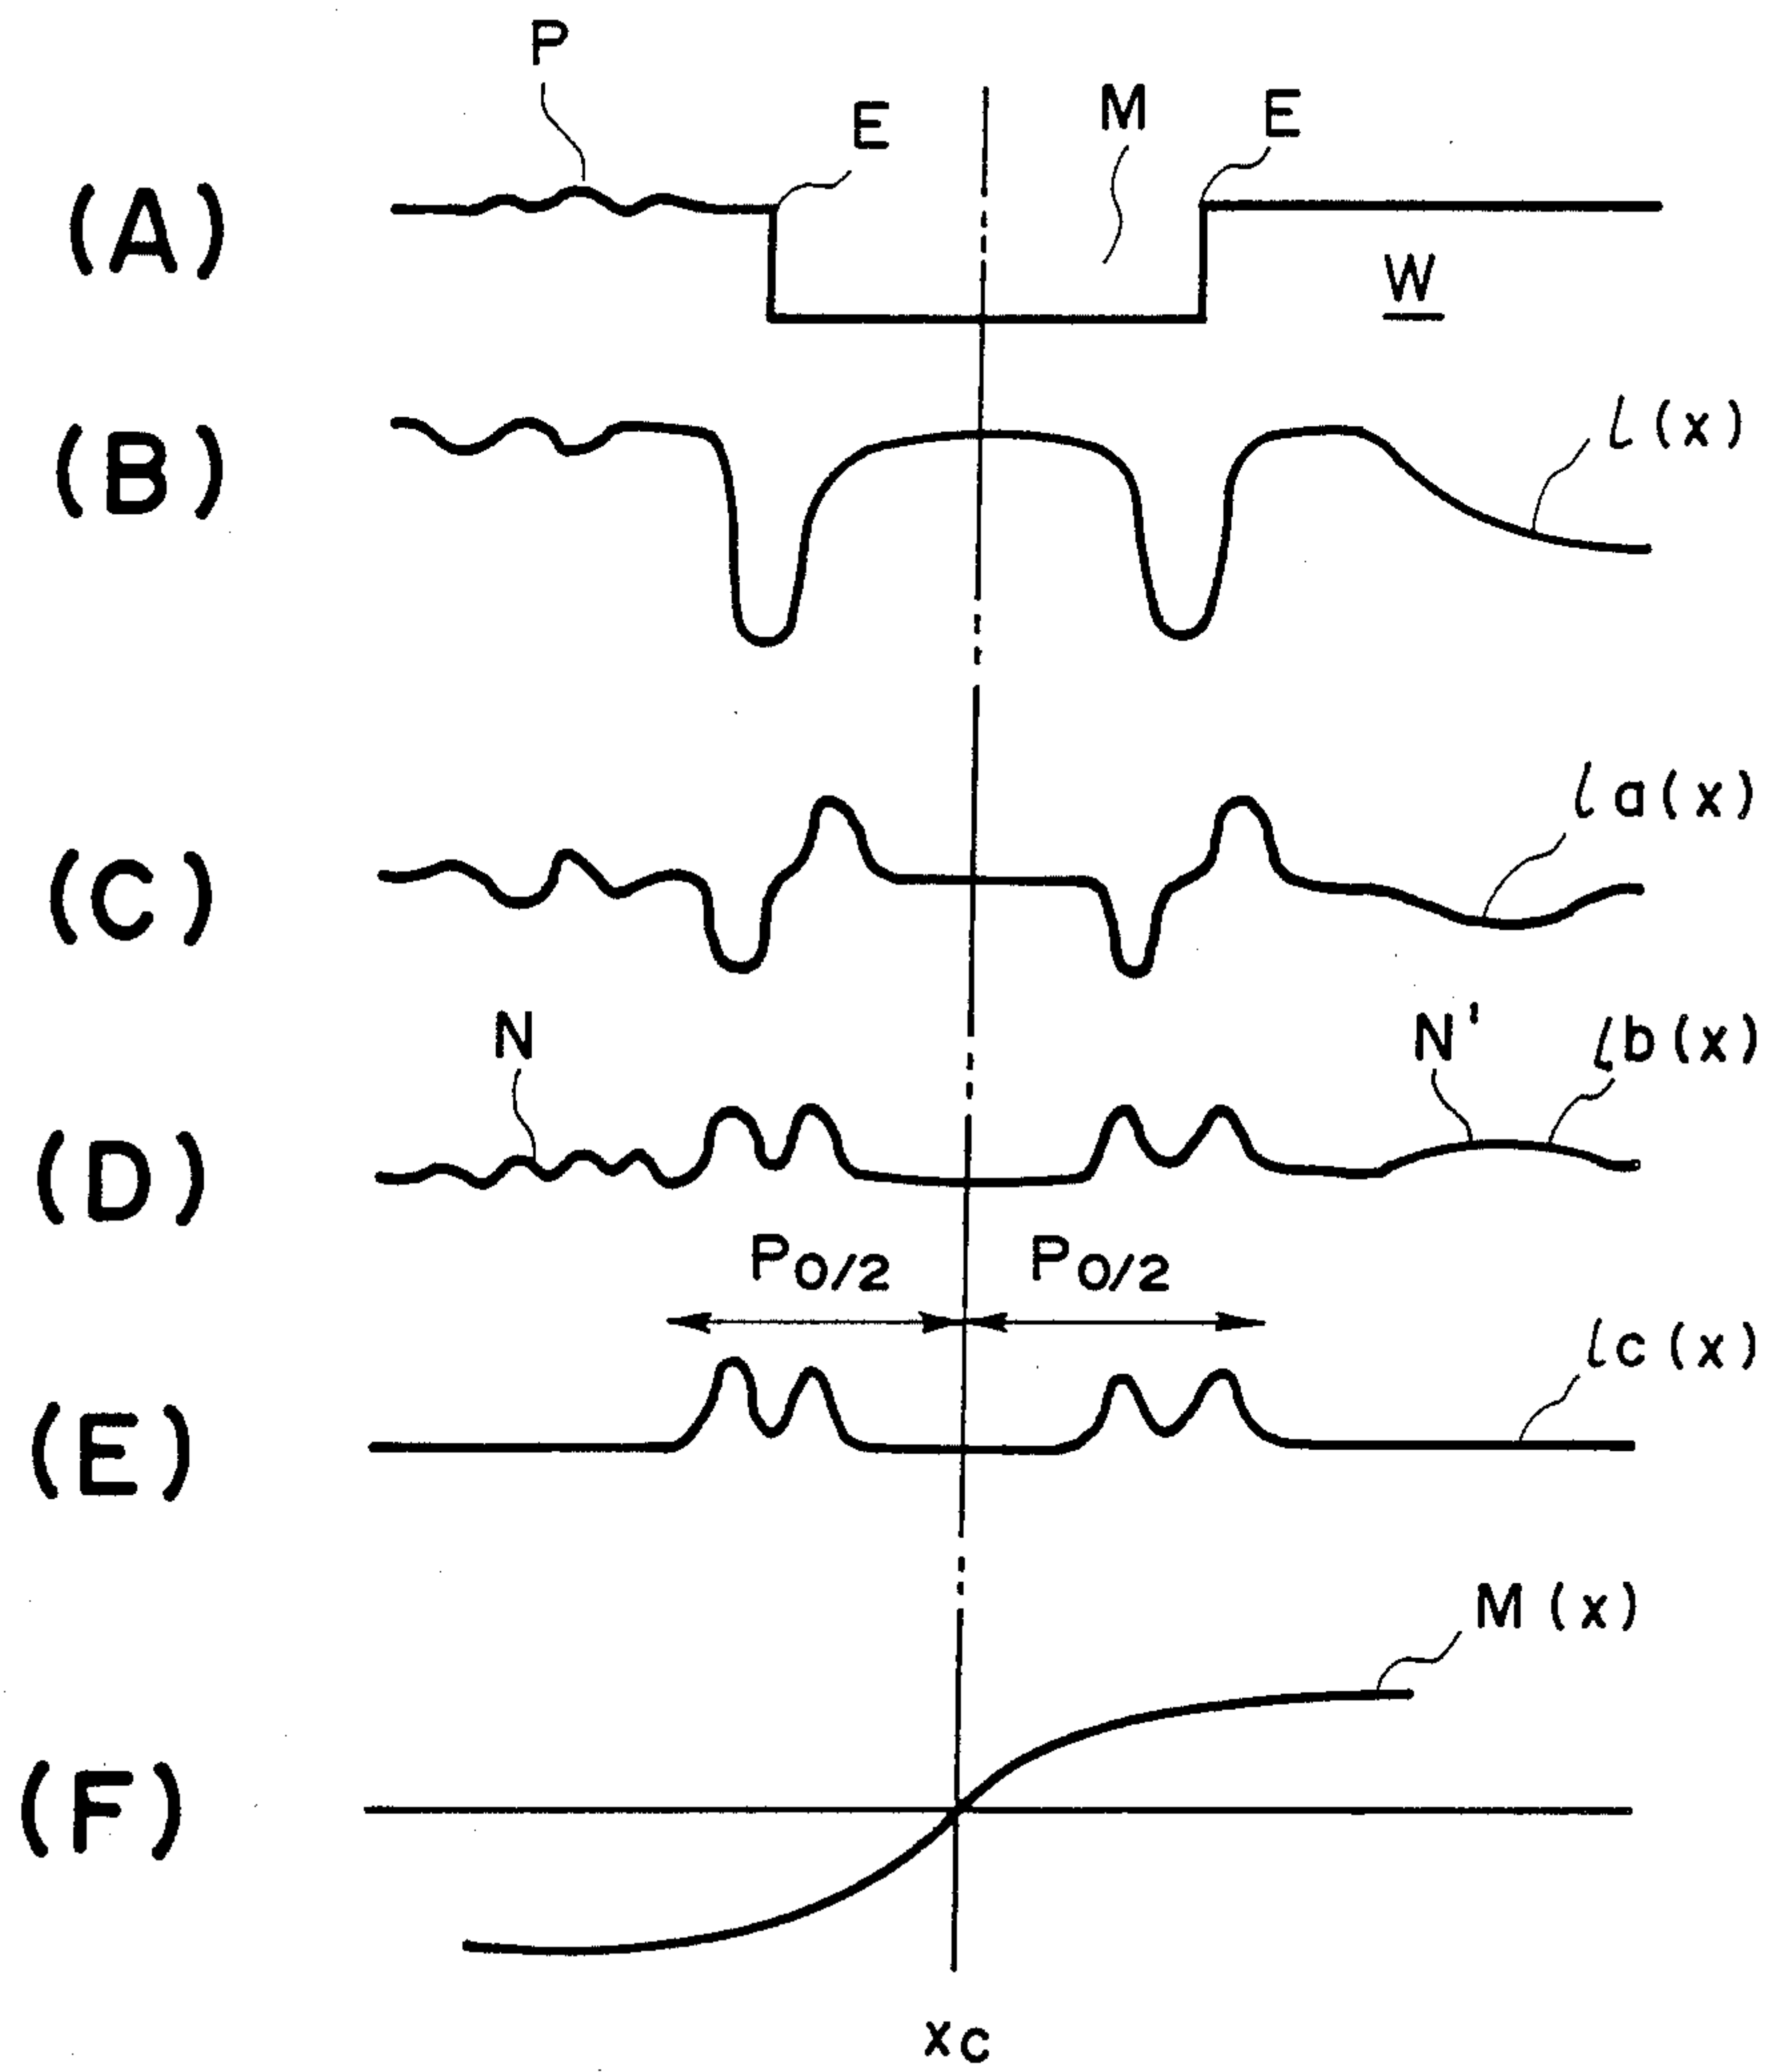 P
E
M
E
(A)
W
(B)
l(x)
(C)
la(x)
N
N'
lb(x)
(D)
Po/2
Po/2
lc(x)
(E)
M(x)
(F)
xc